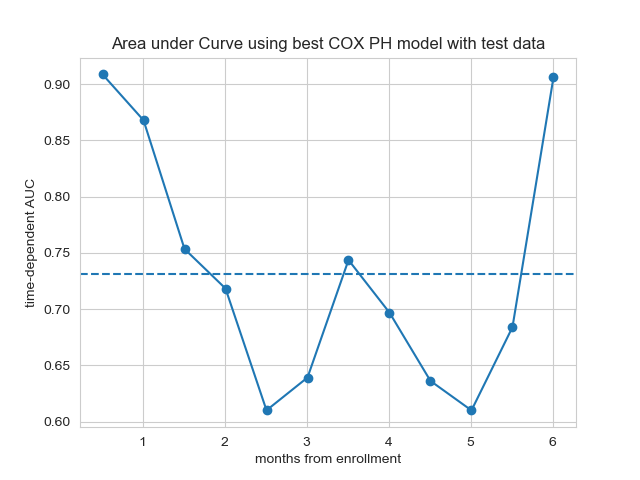 Area under Curve using best COX PH model with test data
time-dependent AUC
0.90
0.85
0.80
0.75
0.70
0.65
0.60
1 2 3 4 5 6
months from enrollment